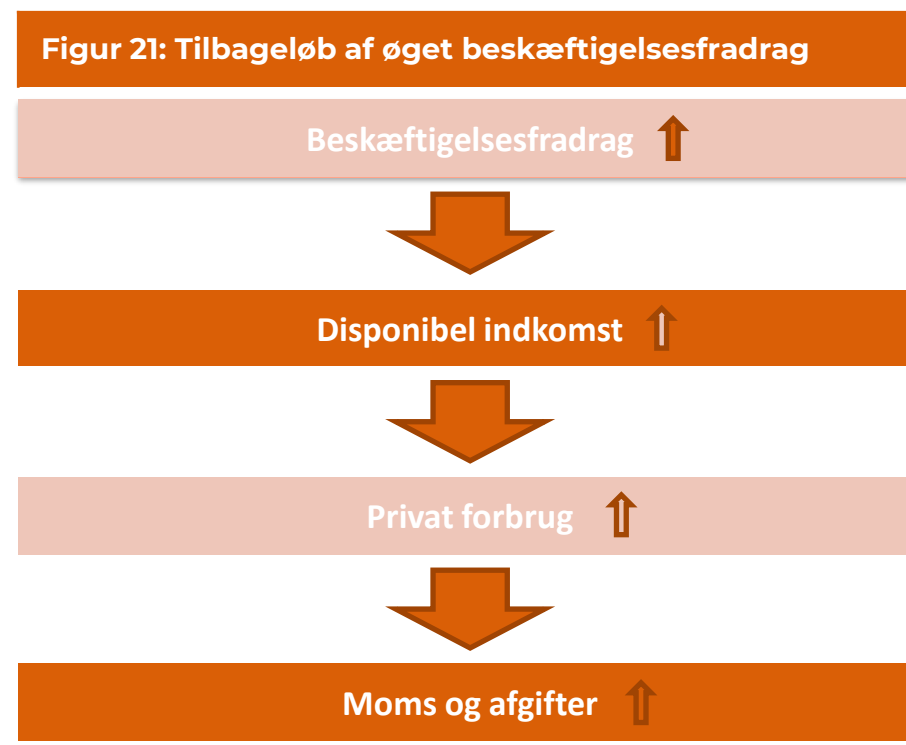 Figur 21: Tilbageløb af øget beskæftigelsesfradrag
Beskæftigelsesfradrag
Disponibel indkomst
Privat forbrug
Moms og afgifter